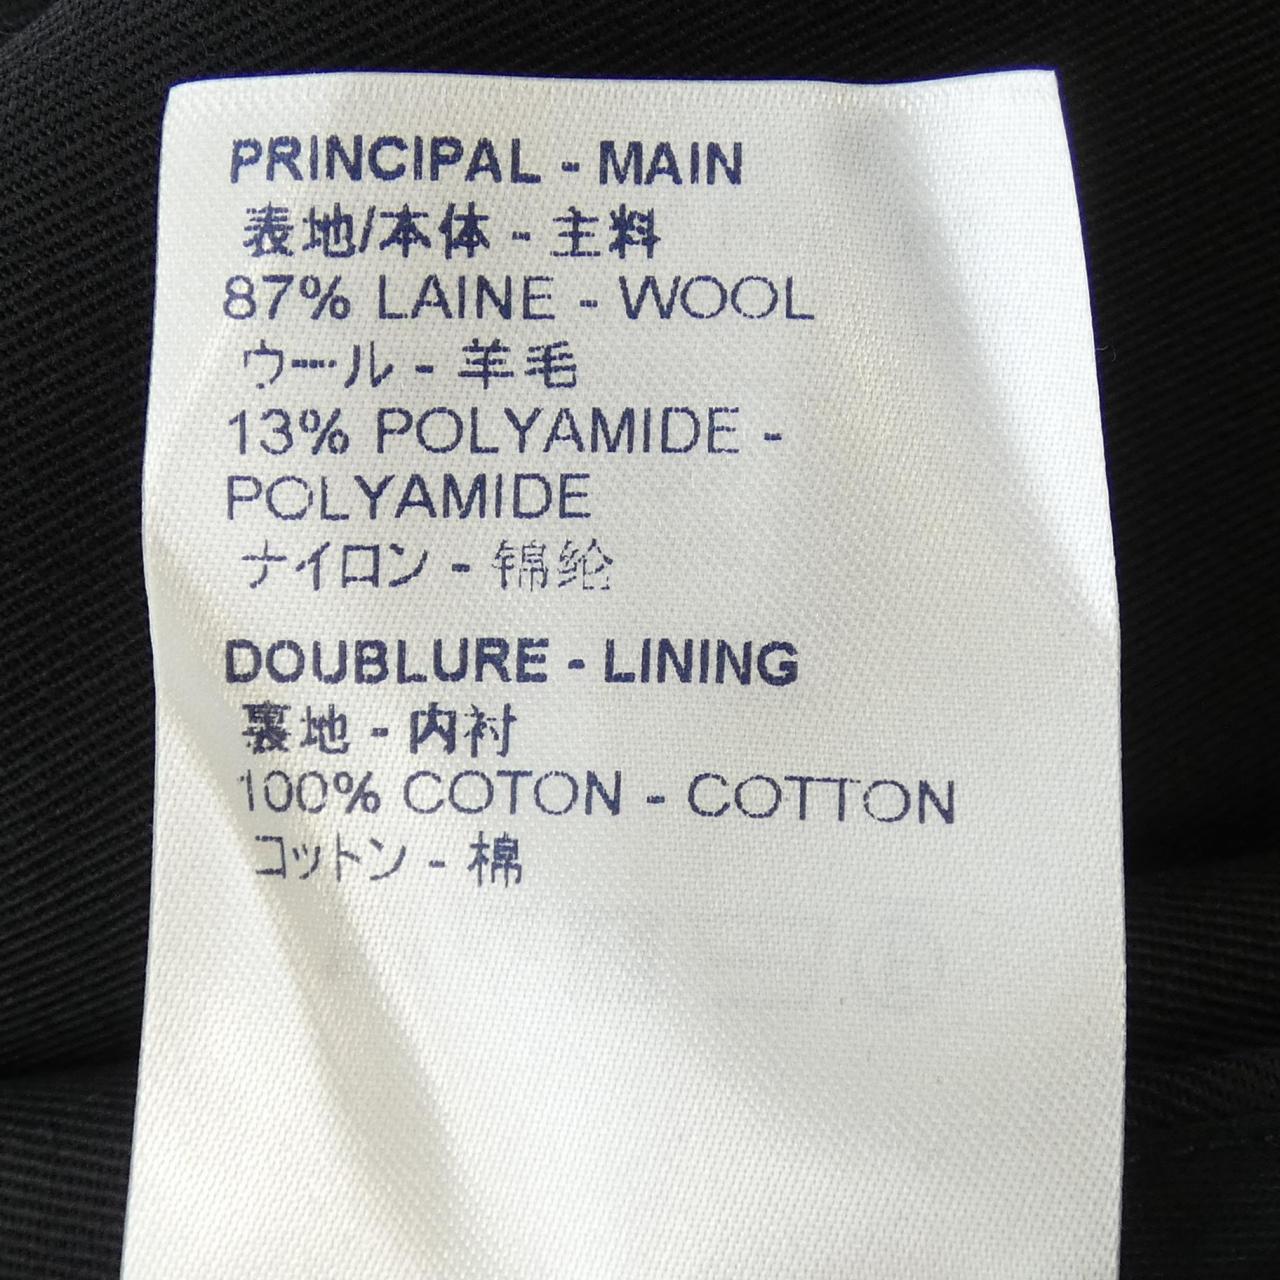 PRINCIPAL - MAIN
表地/本体 - 主料
87% LAINE - WOOL
ウール - 羊毛
13% POLYAMIDE -
POLYAMIDE
ナイロン - 锦纶
DOUBLURE - LINING
裏地 - 内衬
100% COTON - COTTON
コットン - 棉